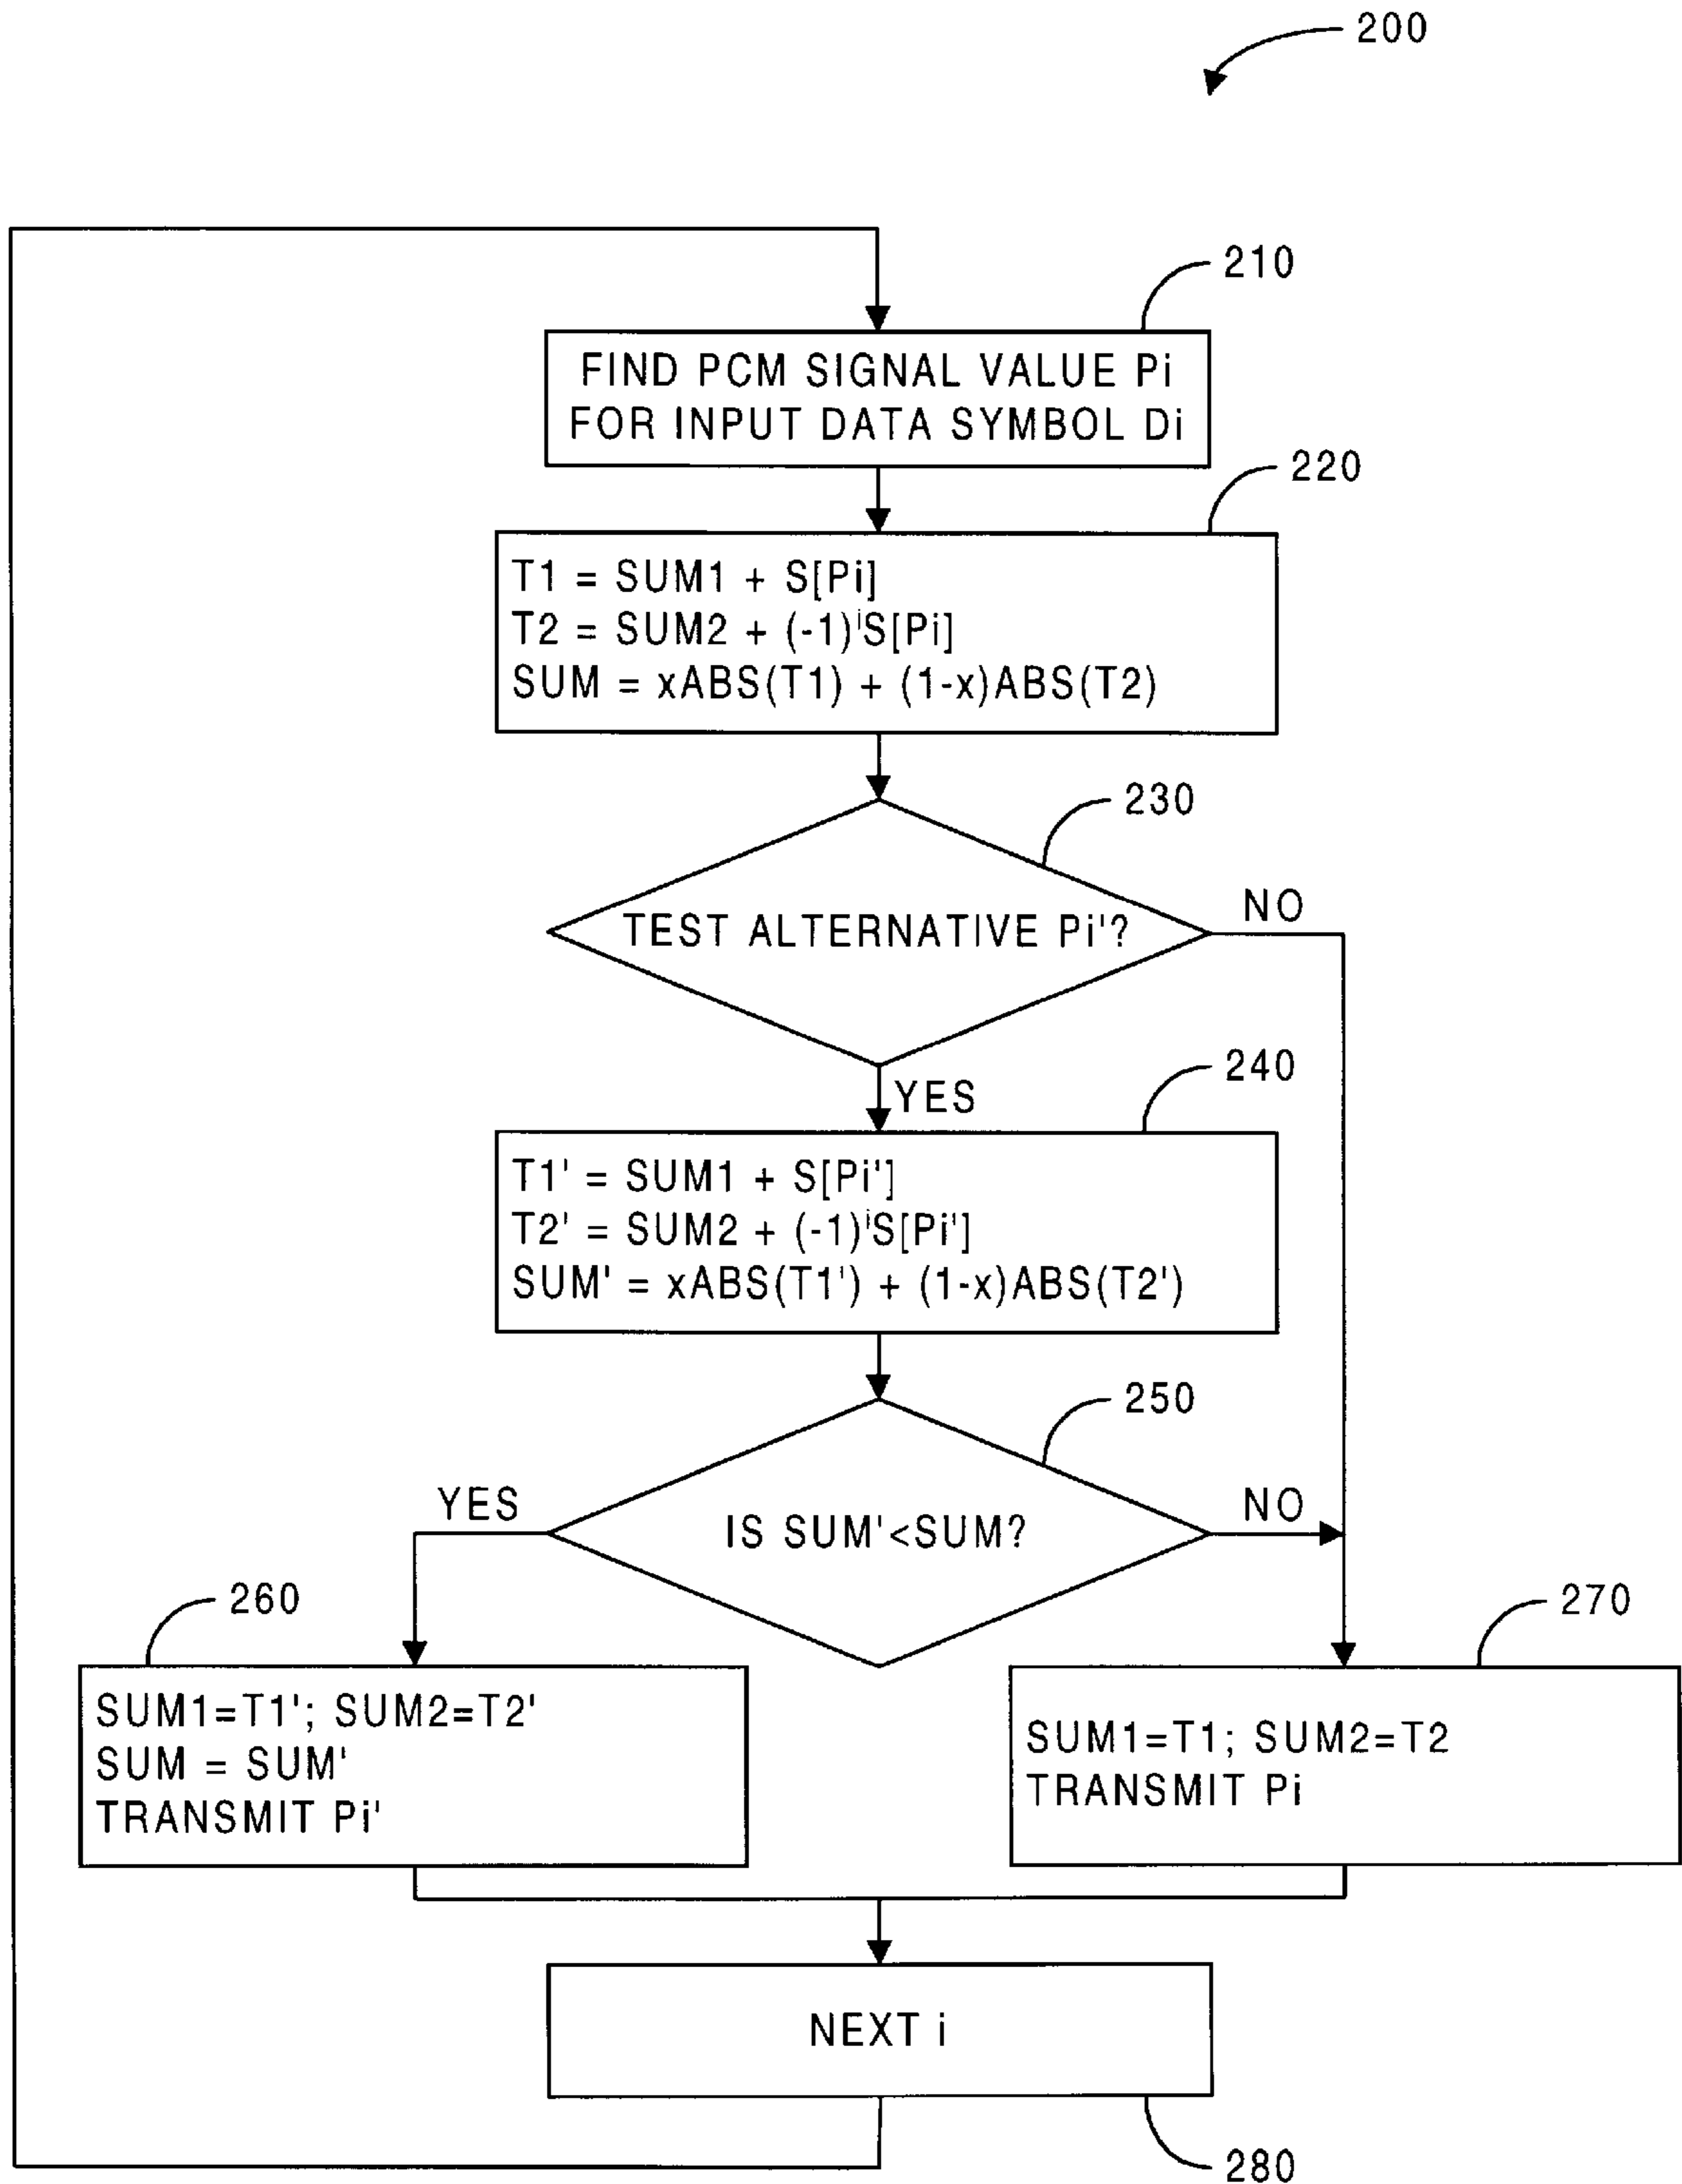 200
210
FIND PCM SIGNAL VALUE Pi
FOR INPUT DATA SYMBOL Di
220
T1 = SUM1 + S[Pi]
T2 = SUM2 + (-1)ⁱS[Pi]
SUM = xABS(T1) + (1-x)ABS(T2)
230
TEST ALTERNATIVE Pi'?
NO
YES
240
T1' = SUM1 + S[Pi']
T2' = SUM2 + (-1)ⁱS[Pi']
SUM' = xABS(T1') + (1-x)ABS(T2')
250
YES
IS SUM'<SUM?
NO
260
SUM1=T1'; SUM2=T2'
SUM = SUM'
TRANSMIT Pi'
270
SUM1=T1; SUM2=T2
TRANSMIT Pi
NEXT i
280